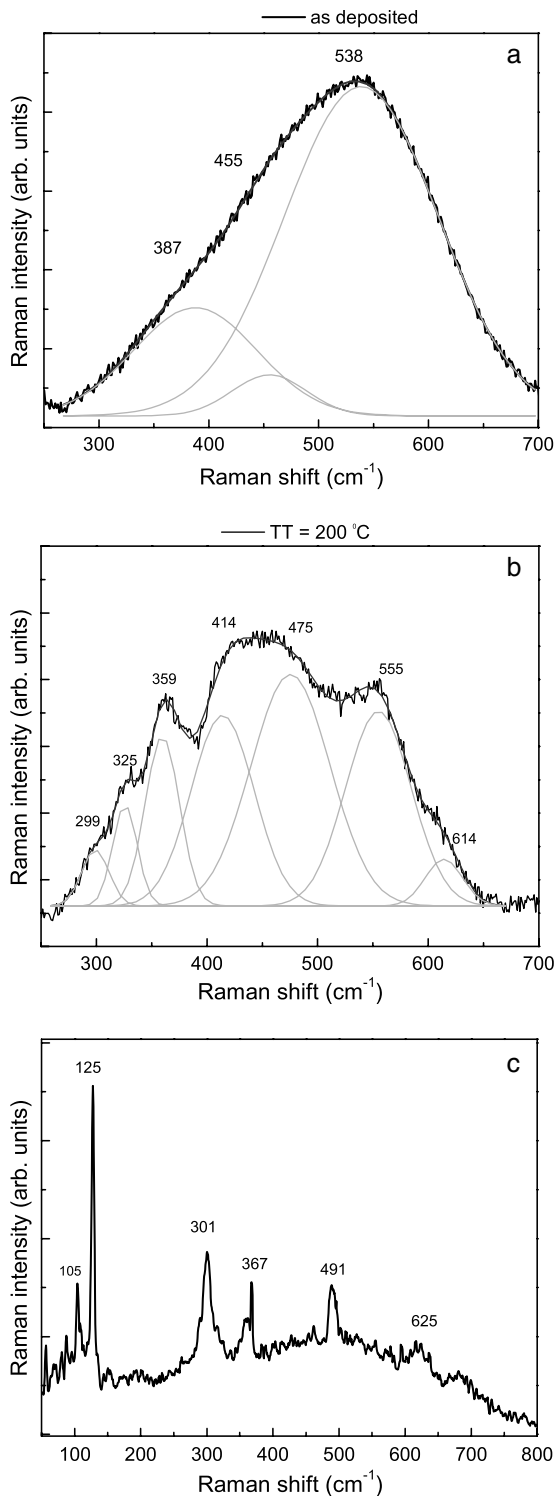 as deposited
a
538
455
387
Raman intensity (arb. units)
300 400 500 600 700
Raman shift (cm⁻¹)
TT = 200 °C
b
414 475
359 555
325
299 614
Raman intensity (arb. units)
300 400 500 600 700
Raman shift (cm⁻¹)
c
125
301
105 367 491
625
Raman intensity (arb. units)
100 200 300 400 500 600 700 800
Raman shift (cm⁻¹)